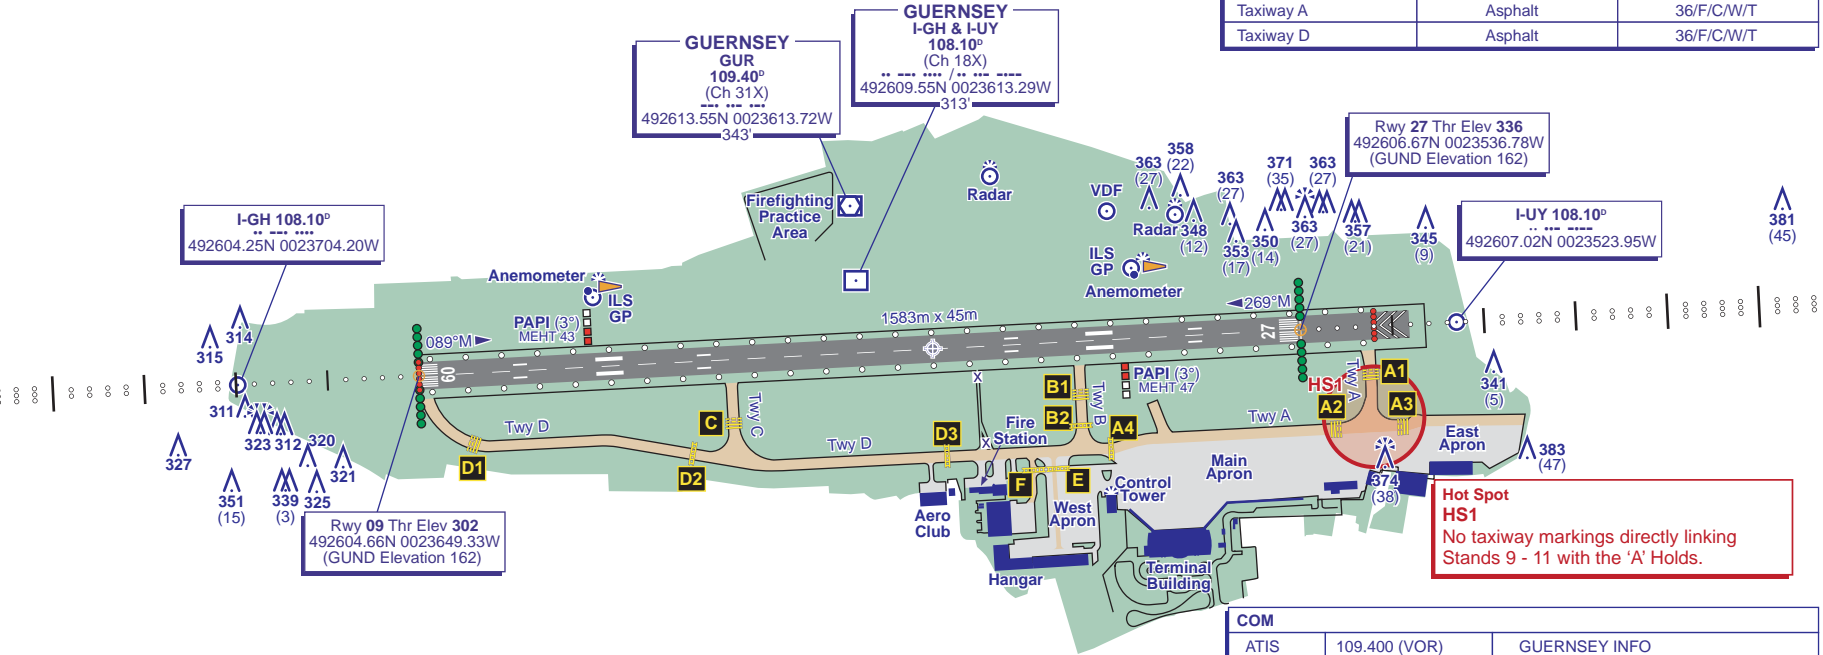 Taxiway A Asphalt 36/F/C/W/T
Taxiway D Asphalt 36/F/C/W/T
GUERNSEY
I-GH & I-UY
108.10ᴰ
(Ch 18X)
492609.55N 0023613.29W
313'
GUERNSEY
GUR
109.40ᴰ
(Ch 31X)
492613.55N 0023613.72W
343'
Rwy 27 Thr Elev 336
492606.67N 0023536.78W
(GUND Elevation 162)
I-GH 108.10ᴰ
492604.25N 0023704.20W
I-UY 108.10ᴰ
492607.02N 0023523.95W
Firefighting
Practice
Area
Radar
VDF
Radar
363
(27)
358
(22)
348
(12)
363
(27)
353
(17)
350
(14)
371
(35)
363
(27)
363
(27)
357
(21)
345
(9)
381
(45)
Anemometer
ILS
GP
PAPI (3°)
MEHT 43
ILS
GP
Anemometer
089°M
1583m x 45m
269°M
09
27
314
315
311
323
312
320
327
321
351
(15)
339
(3)
325
Rwy 09 Thr Elev 302
492604.66N 0023649.33W
(GUND Elevation 162)
PAPI (3°)
MEHT 47
HS1
Twy A
A1
A2
A3
341
(5)
X
B1
B2
Twy B
A4
Twy A
Twy D
C
Twy C
D1
D2
Twy D
D3
X
Fire
Station
F
E
Main
Apron
East
Apron
383
(47)
374
(38)
Control
Tower
West
Apron
Aero
Club
Hangar
Terminal
Building
Hot Spot
HS1
No taxiway markings directly linking
Stands 9 - 11 with the ‘A’ Holds.
COM
ATIS 109.400 (VOR) GUERNSEY INFO